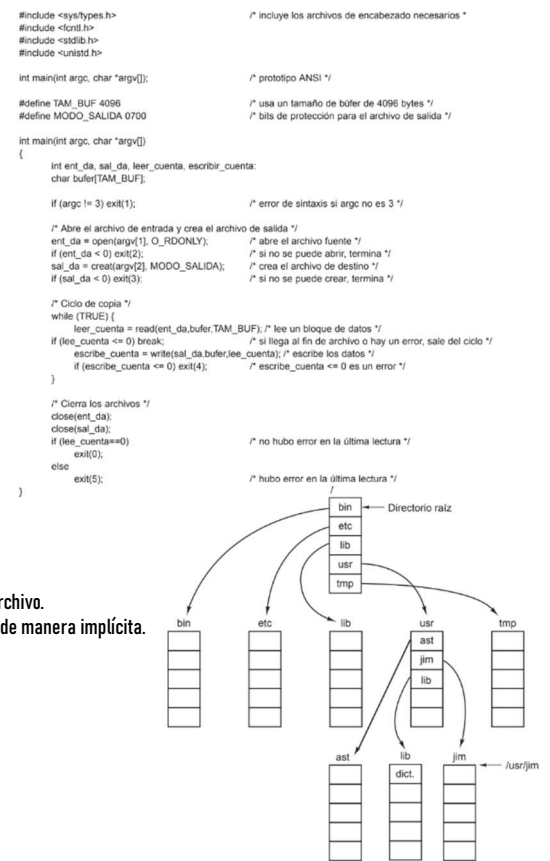 #include <sys/types.h> /* incluye los archivos de encabezado necesarios *
#include <fcntl.h>
#include <stdlib.h>
#include <unistd.h>
int main(int argc, char *argv[]); /* prototipo ANSI */
#define TAM_BUF 4096 /* usa un tamaño de búfer de 4096 bytes */
#define MODO_SALIDA 0700 /* bits de protección para el archivo de salida */
int main(int argc, char *argv[])
{
int ent_da, sal_da, leer_cuenta, escribir_cuenta:
char bufer[TAM_BUF];
if (argc != 3) exit(1); /* error de sintaxis si argc no es 3 */
/* Abre el archivo de entrada y crea el archivo de salida */
ent_da = open(argv[1], O_RDONLY); /* abre el archivo fuente */
if (ent_da < 0) exit(2); /* si no se puede abrir, termina */
sal_da = creat(argv[2], MODO_SALIDA); /* crea el archivo de destino */
if (sal_da < 0) exit(3); /* si no se puede crear, termina */
/* Ciclo de copia */
while (TRUE) {
leer_cuenta = read(ent_da,bufer,TAM_BUF); /* lee un bloque de datos */
if (lee_cuenta <= 0) break; /* si llega al fin de archivo o hay un error, sale del ciclo */
escribe_cuenta = write(sal_da,bufer,lee_cuenta); /* escribe los datos */
if (escribe_cuenta <= 0) exit(4); /* escribe_cuenta <= 0 es un error */
}
/* Cierra los archivos */
close(ent_da);
close(sal_da);
if (lee_cuenta==0) /* no hubo error en la última lectura */
exit(0);
else
exit(5); /* hubo error en la última lectura */
}
/
bin Directorio raíz
etc
lib
usr
tmp
rchivo.
de manera implícita.
bin etc lib usr tmp
ast
jim
lib
ast lib jim
dict. /usr/jim